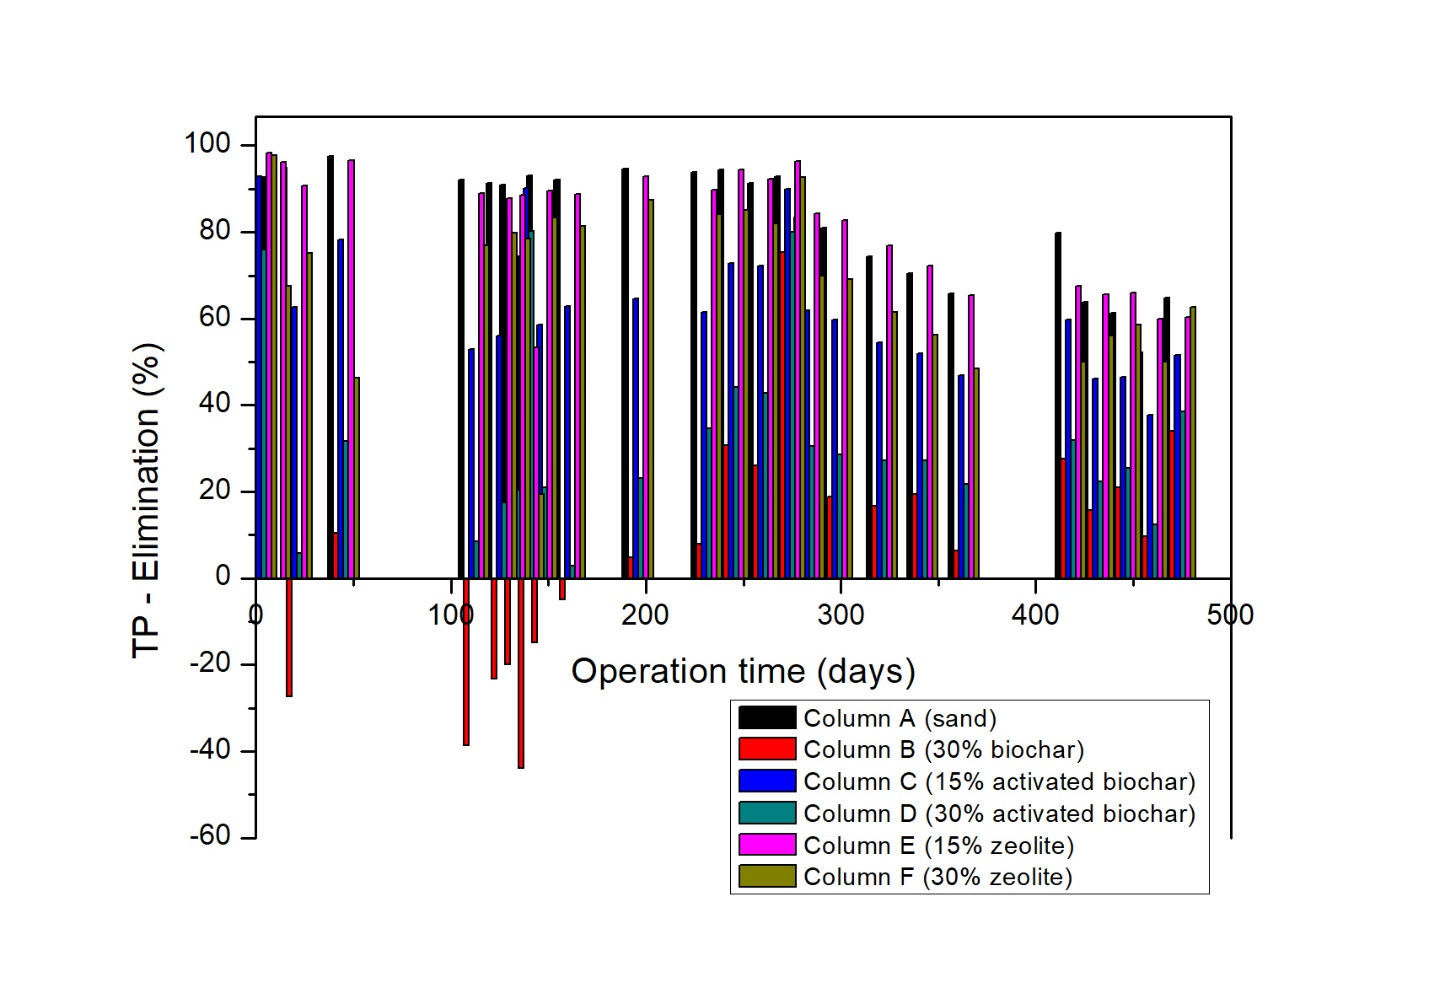 100
80
60
40
20
0
-20
-40
-60
TP - Elimination (%)
0 100 200 300 400 500
Operation time (days)
Column A (sand)
Column B (30% biochar)
Column C (15% activated biochar)
Column D (30% activated biochar)
Column E (15% zeolite)
Column F (30% zeolite)